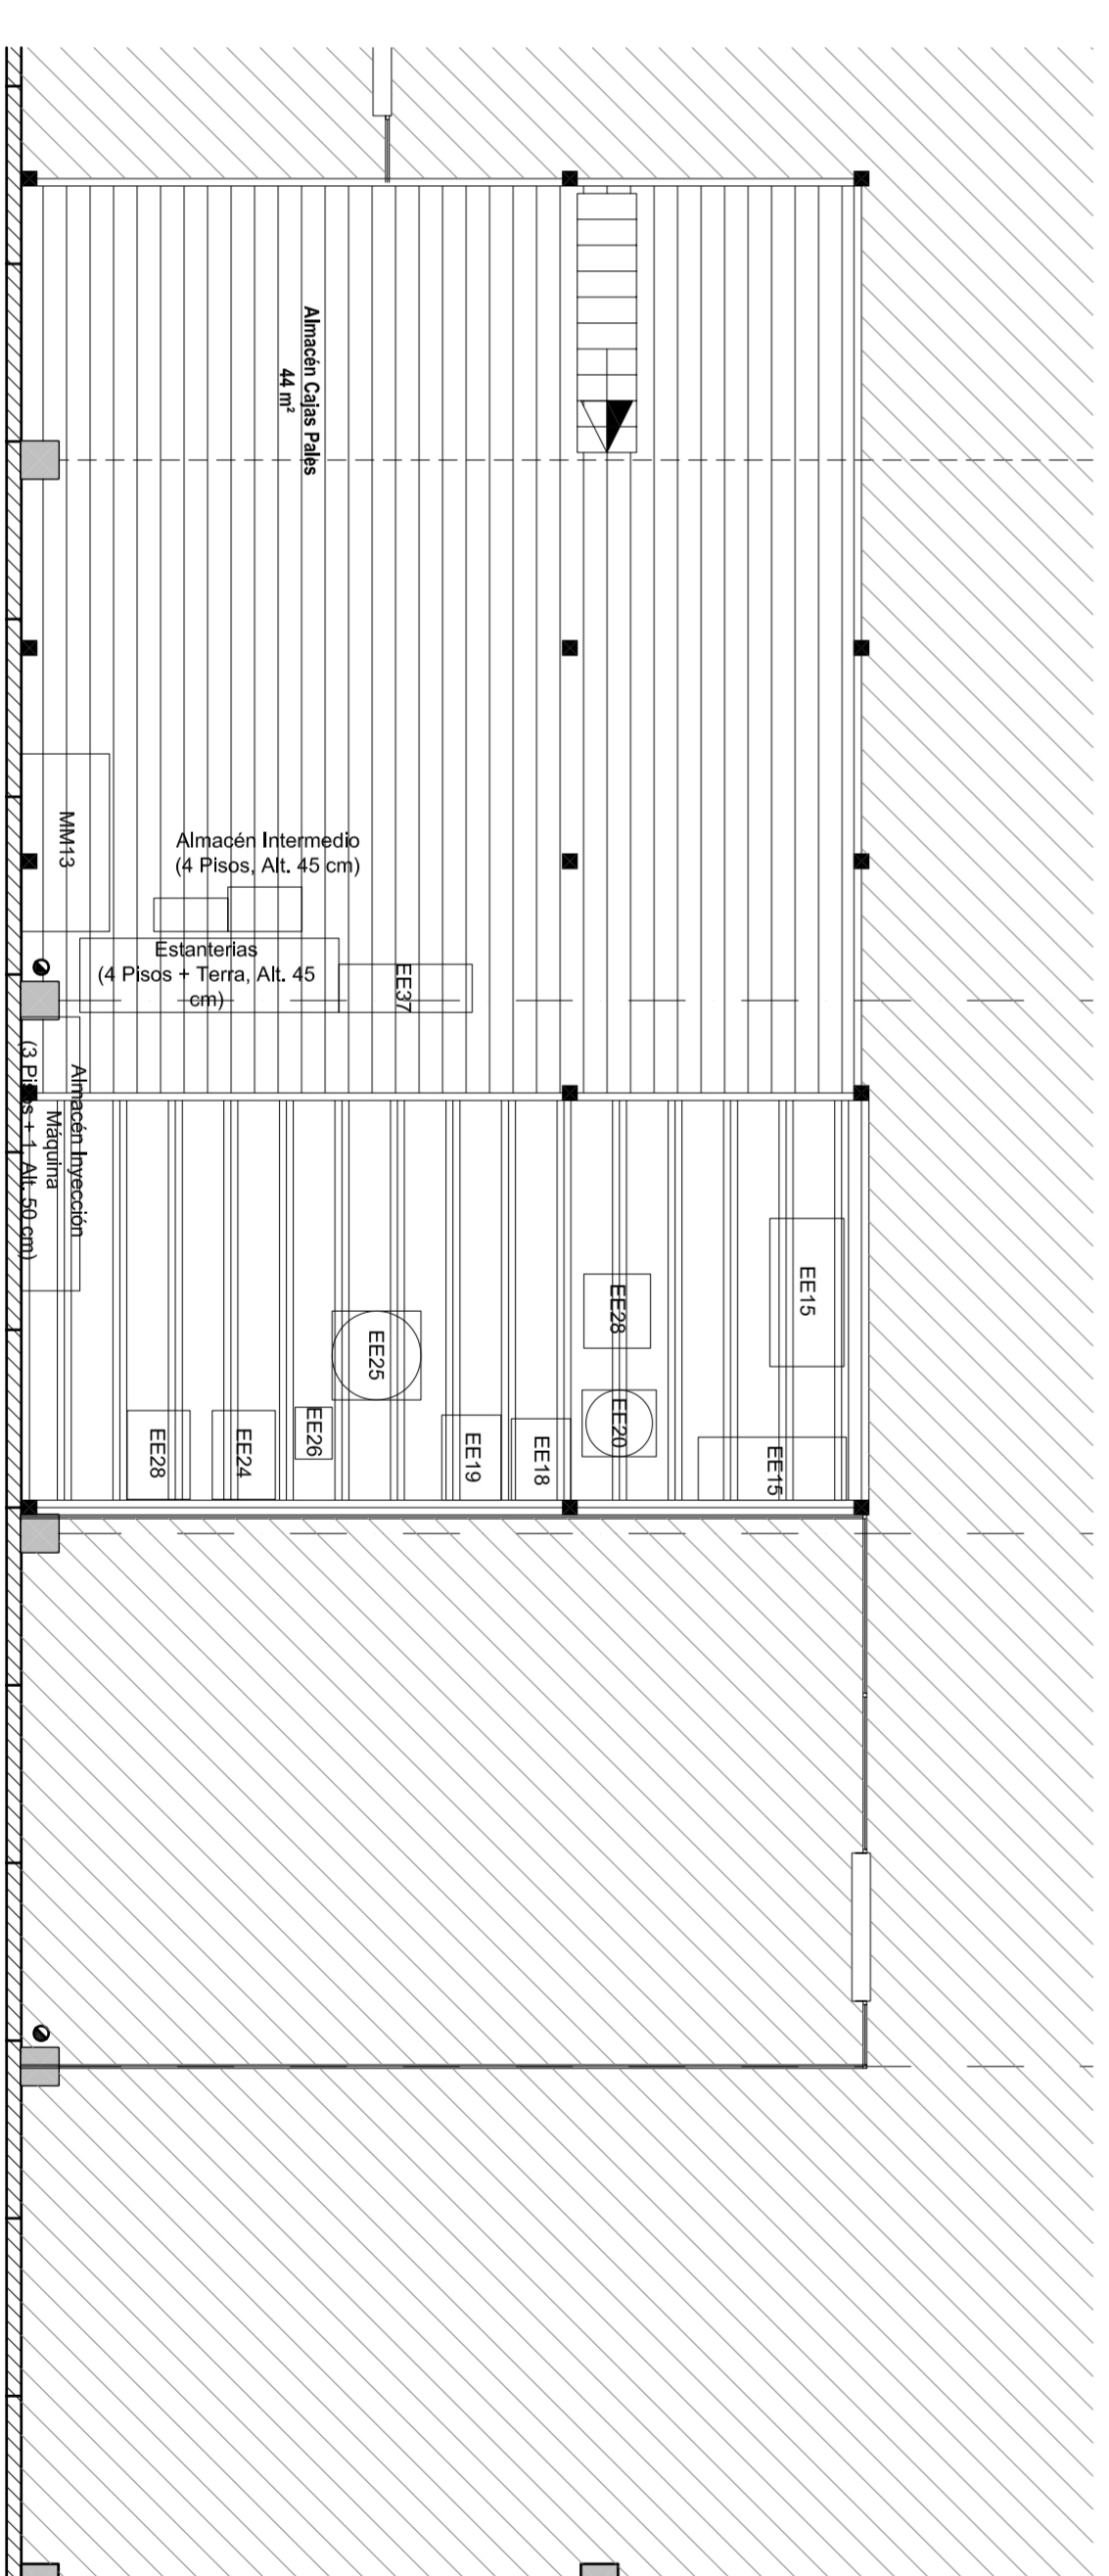 Almacén Cajas Pales
44 m²
MM13
Almacén Intermedio
(4 Pisos, Alt. 45 cm)
Estanterias
(4 Pisos + Terra, Alt. 45
cm)
EE37
Almacén Inyección
Máquina
(3 Pisos + 1, Alt. 50 cm)
EE15
EE28
EE25
EE20
EE28
EE24
EE26
EE19
EE18
EE15